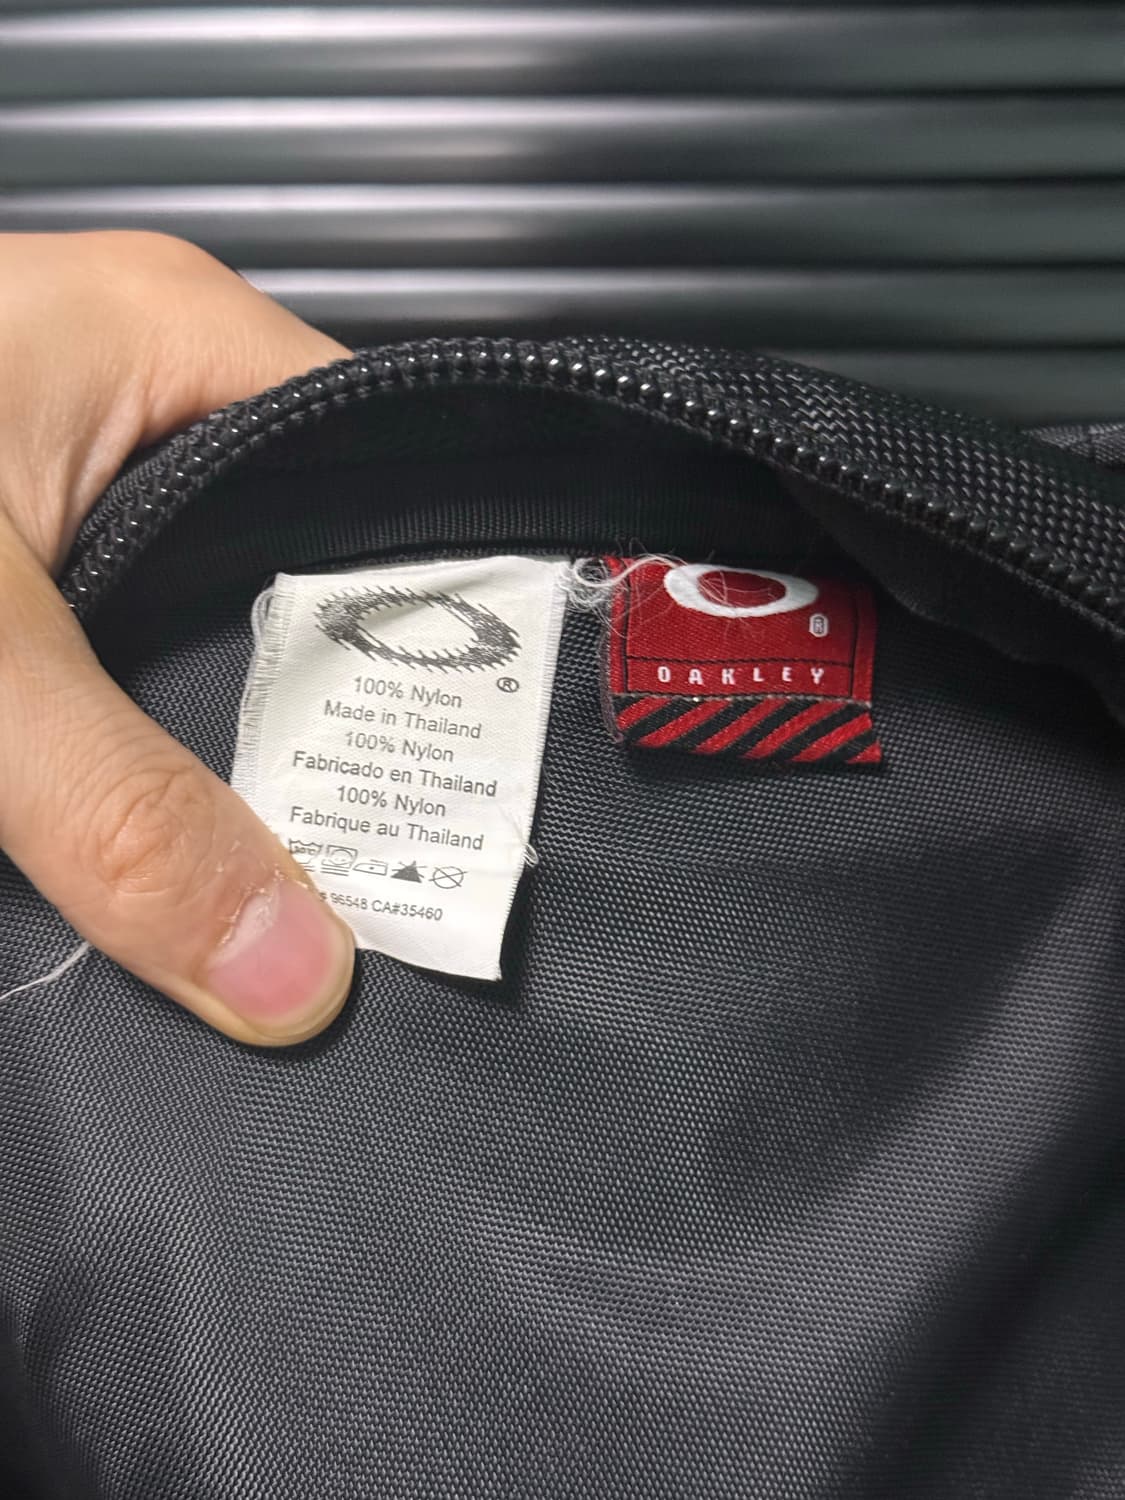 ®
100% Nylon
Made in Thailand
100% Nylon
Fabricado en Thailand
100% Nylon
Fabrique au Thailand
96548 CA#35460
®
OAKLEY